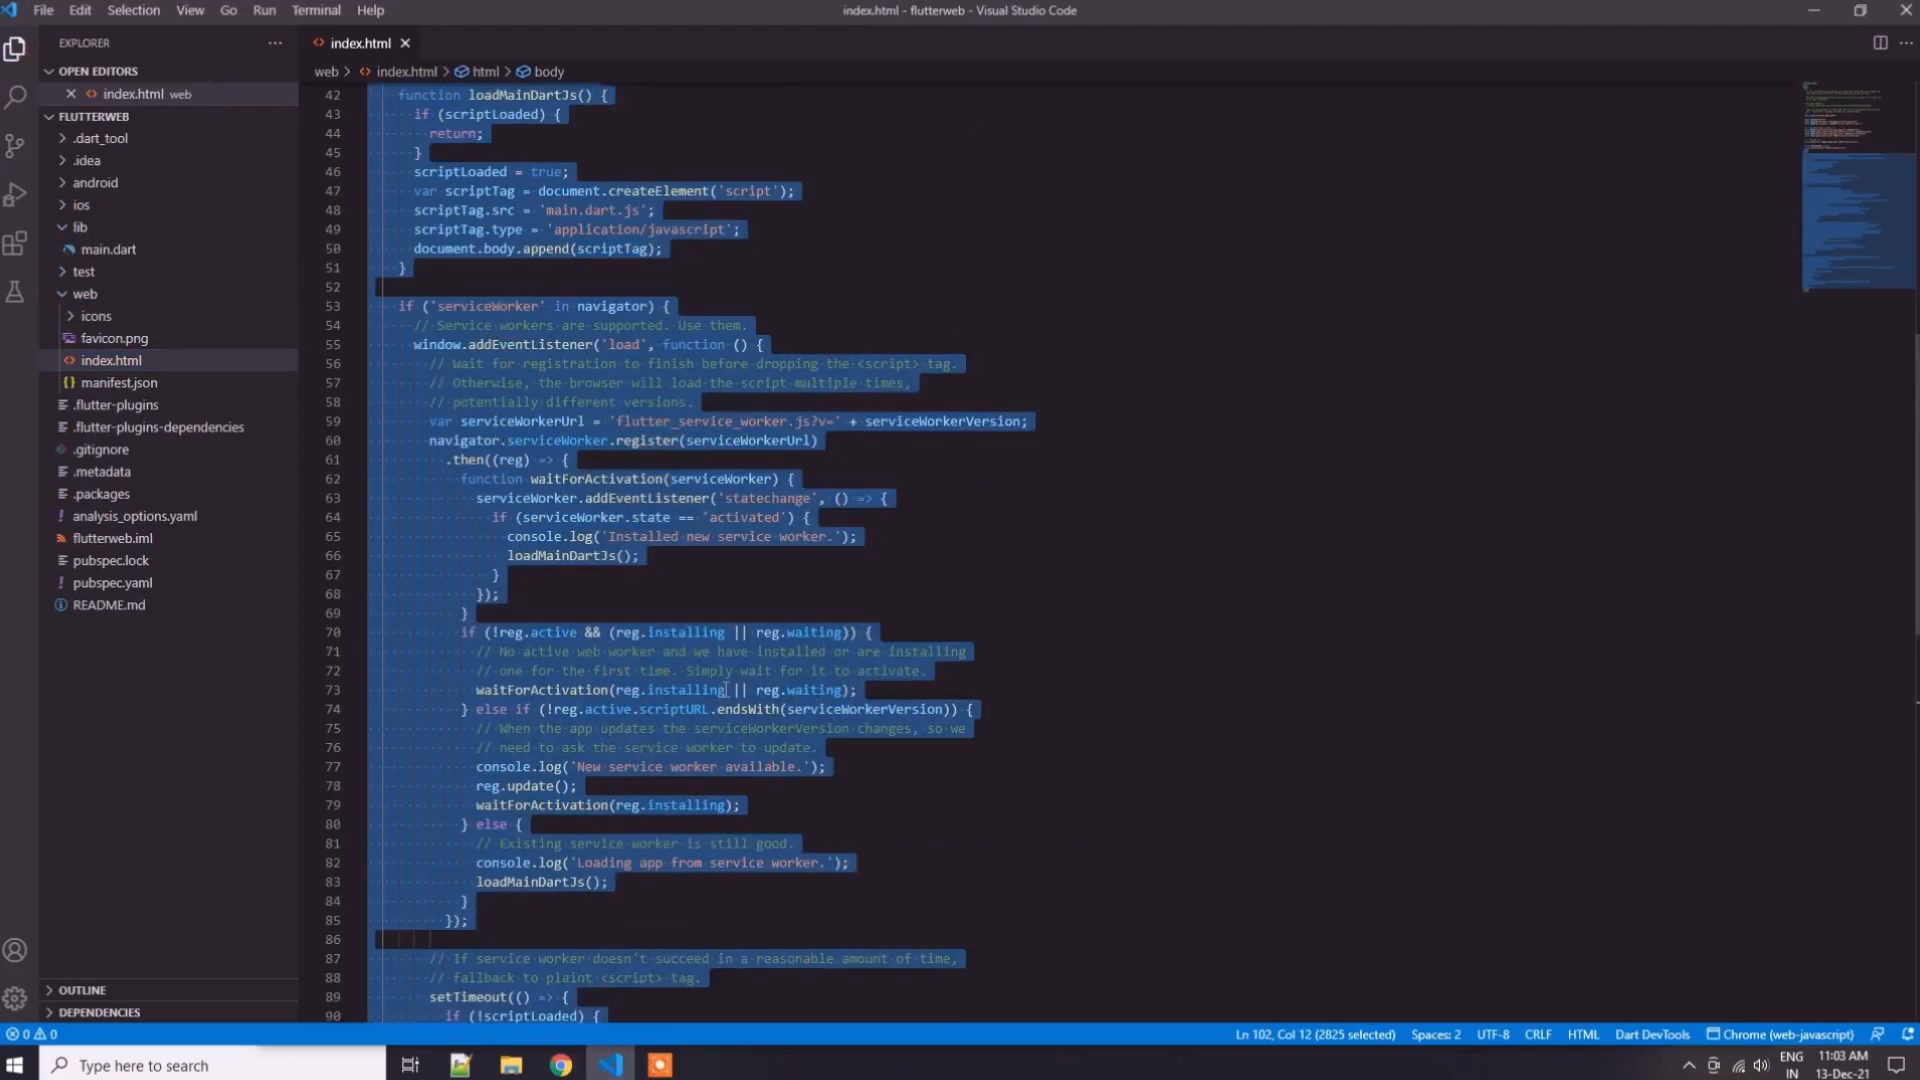 File Edit Selection View Go Run Terminal Help
index.html - flutterweb - Visual Studio Code
EXPLORER
OPEN EDITORS
index.html web
FLUTTERWEB
.dart_tool
.idea
android
ios
lib
main.dart
test
web
icons
favicon.png
index.html
manifest.json
.flutter-plugins
.flutter-plugins-dependencies
.gitignore
.metadata
.packages
analysis_options.yaml
flutterweb.iml
pubspec.lock
pubspec.yaml
README.md
OUTLINE
DEPENDENCIES
index.html
web > index.html > html > body
42 function loadMainDartJs() {
43 if (scriptLoaded) {
44 return;
45 }
46 scriptLoaded = true;
47 var scriptTag = document.createElement('script');
48 scriptTag.src = 'main.dart.js';
49 scriptTag.type = 'application/javascript';
50 document.body.append(scriptTag);
51 }
52
53 if ('serviceWorker' in navigator) {
54 // Service workers are supported. Use them.
55 window.addEventListener('load', function () {
56 // Wait for registration to finish before dropping the <script> tag.
57 // Otherwise, the browser will load the script multiple times,
58 // potentially different versions.
59 var serviceWorkerUrl = 'flutter_service_worker.js?v=' + serviceWorkerVersion;
60 navigator.serviceWorker.register(serviceWorkerUrl)
61 .then((reg) => {
62 function waitForActivation(serviceWorker) {
63 serviceWorker.addEventListener('statechange', () => {
64 if (serviceWorker.state == 'activated') {
65 console.log('Installed new service worker.');
66 loadMainDartJs();
67 }
68 });
69 }
70 if (!reg.active && (reg.installing || reg.waiting)) {
71 // No active web worker and we have installed or are installing
72 // one for the first time. Simply wait for it to activate.
73 waitForActivation(reg.installing || reg.waiting);
74 } else if (!reg.active.scriptURL.endsWith(serviceWorkerVersion)) {
75 // When the app updates the serviceWorkerVersion changes, so we
76 // need to ask the service worker to update.
77 console.log('New service worker available.');
78 reg.update();
79 waitForActivation(reg.installing);
80 } else {
81 // Existing service worker is still good.
82 console.log('Loading app from service worker.');
83 loadMainDartJs();
84 }
85 });
86
87 // If service worker doesn't succeed in a reasonable amount of time,
88 // fallback to plaint <script> tag.
89 setTimeout(() => {
90 if (!scriptLoaded) {
0 0 Ln 102, Col 12 (2825 selected) Spaces: 2 UTF-8 CRLF HTML Dart DevTools Chrome (web-javascript)
Type here to search
ENG
IN
11:03 AM
13-Dec-21